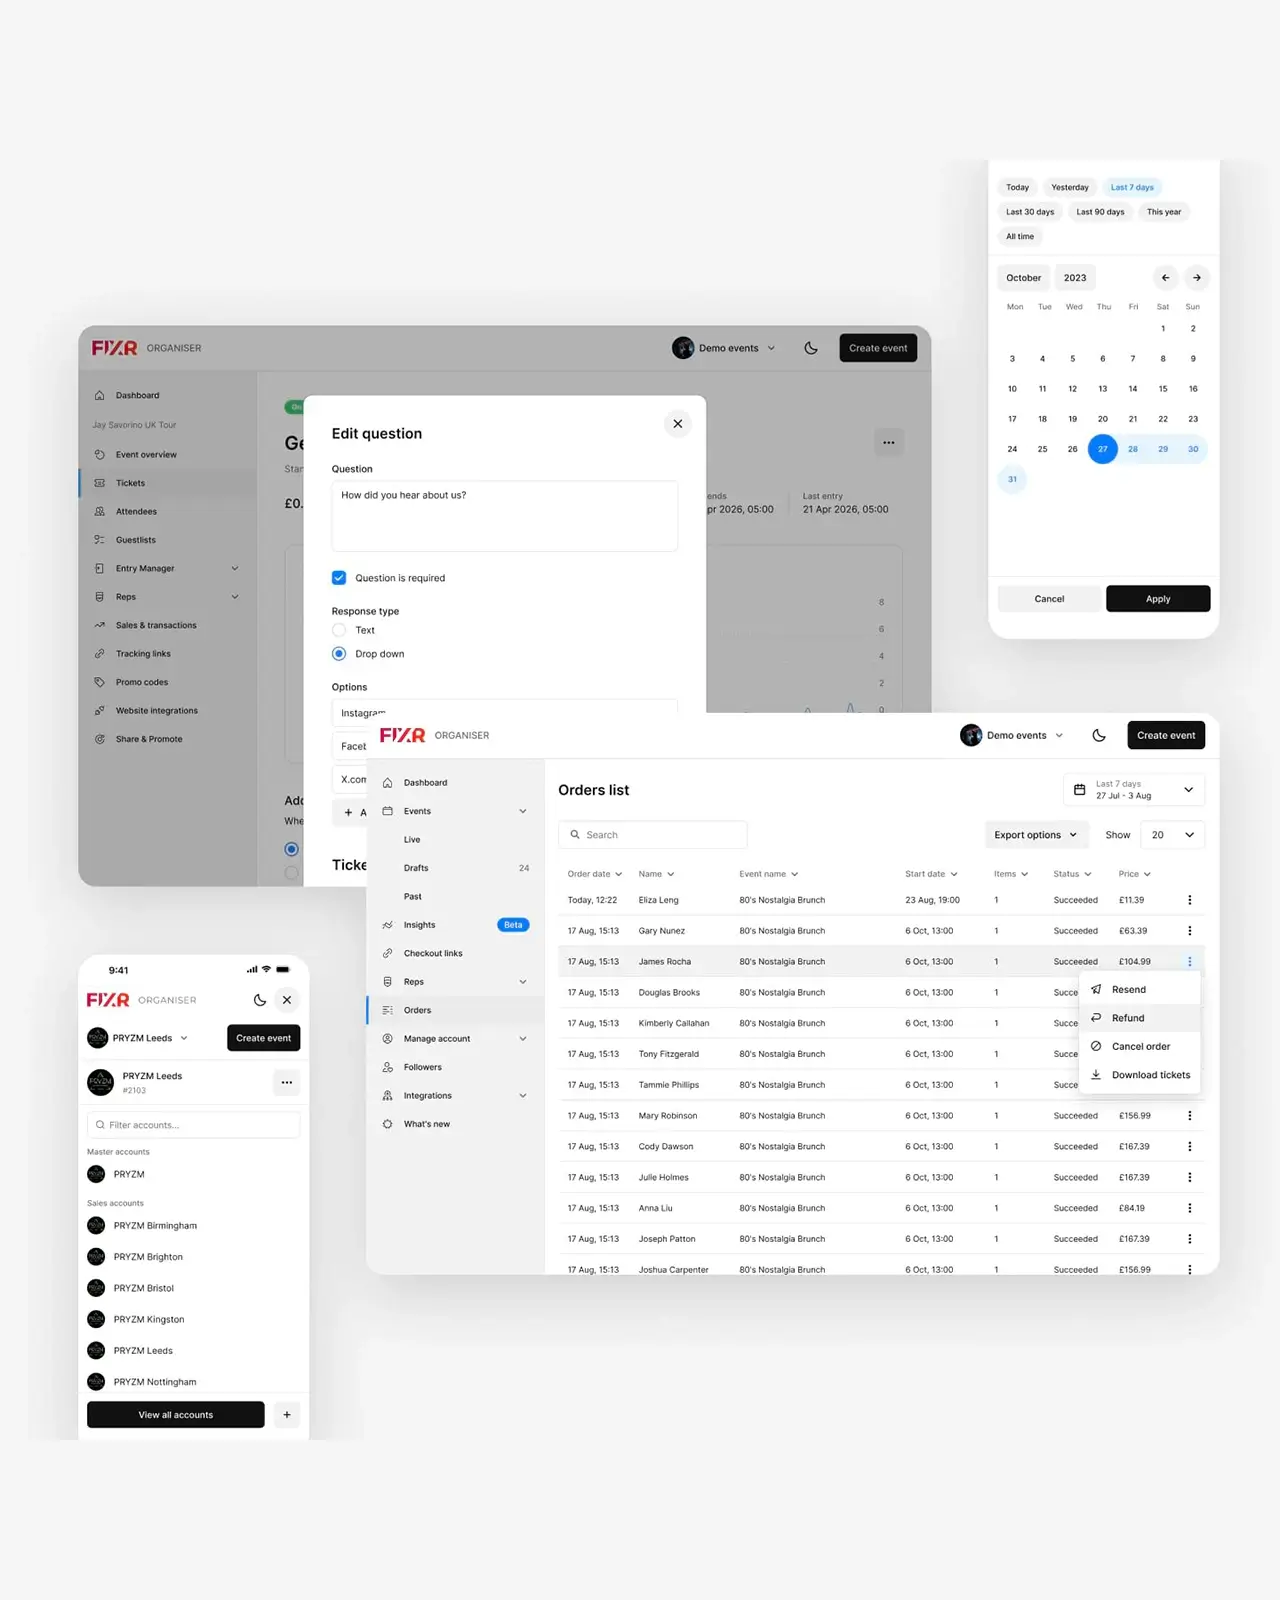 Today Yesterday Last 7 days
Last 30 days Last 90 days This year
All time
October 2023
Mon Tue Wed Thu Fri Sat Sun
1 2
3 4 5 6 7 8 9
10 11 12 13 14 15 16
17 18 19 20 21 22 23
24 25 26 27 28 29 30
31
Cancel Apply
FIXR ORGANISER
Demo events
Create event
Dashboard
Jay Savorino UK Tour
Event overview
Tickets
Attendees
Guestlists
Entry Manager
Reps
Sales & transactions
Tracking links
Promo codes
Website integrations
Share & Promote
On
Ge
Stan
£0.
ends
pr 2026, 05:00
Last entry
21 Apr 2026, 05:00
8
6
4
2
0
Add
Whe
Edit question
Question
How did you hear about us?
Question is required
Response type
Text
Drop down
Options
Instagram
Faceb
X.com
+ A
Ticke
FIXR ORGANISER
Demo events
Create event
Dashboard
Events
Live
Drafts 24
Past
Insights Beta
Checkout links
Reps
Orders
Manage account
Followers
Integrations
What's new
Orders list
Last 7 days
27 Jul - 3 Aug
Search
Export options
Show 20
Order date Name Event name Start date Items Status Price
Today, 12:22 Eliza Leng 80's Nostalgia Brunch 23 Aug, 19:00 1 Succeeded £11.39
17 Aug, 15:13 Gary Nunez 80's Nostalgia Brunch 6 Oct, 13:00 1 Succeeded £63.39
17 Aug, 15:13 James Rocha 80's Nostalgia Brunch 6 Oct, 13:00 1 Succeeded £104.99
17 Aug, 15:13 Douglas Brooks 80's Nostalgia Brunch 6 Oct, 13:00 1 Succe
17 Aug, 15:13 Kimberly Callahan 80's Nostalgia Brunch 6 Oct, 13:00 1 Succe
17 Aug, 15:13 Tony Fitzgerald 80's Nostalgia Brunch 6 Oct, 13:00 1 Succe
17 Aug, 15:13 Tammie Phillips 80's Nostalgia Brunch 6 Oct, 13:00 1 Succe
17 Aug, 15:13 Mary Robinson 80's Nostalgia Brunch 6 Oct, 13:00 1 Succeeded £156.99
17 Aug, 15:13 Cody Dawson 80's Nostalgia Brunch 6 Oct, 13:00 1 Succeeded £167.39
17 Aug, 15:13 Julie Holmes 80's Nostalgia Brunch 6 Oct, 13:00 1 Succeeded £167.39
17 Aug, 15:13 Anna Liu 80's Nostalgia Brunch 6 Oct, 13:00 1 Succeeded £84.19
17 Aug, 15:13 Joseph Patton 80's Nostalgia Brunch 6 Oct, 13:00 1 Succeeded £167.39
17 Aug, 15:13 Joshua Carpenter 80's Nostalgia Brunch 6 Oct, 13:00 1 Succeeded £156.99
Resend
Refund
Cancel order
Download tickets
9:41
FIXR ORGANISER
PRYZM Leeds
Create event
PRYZM Leeds
#2103
Filter accounts...
Master accounts
PRYZM
Sales accounts
PRYZM Birmingham
PRYZM Brighton
PRYZM Bristol
PRYZM Kingston
PRYZM Leeds
PRYZM Nottingham
View all accounts +